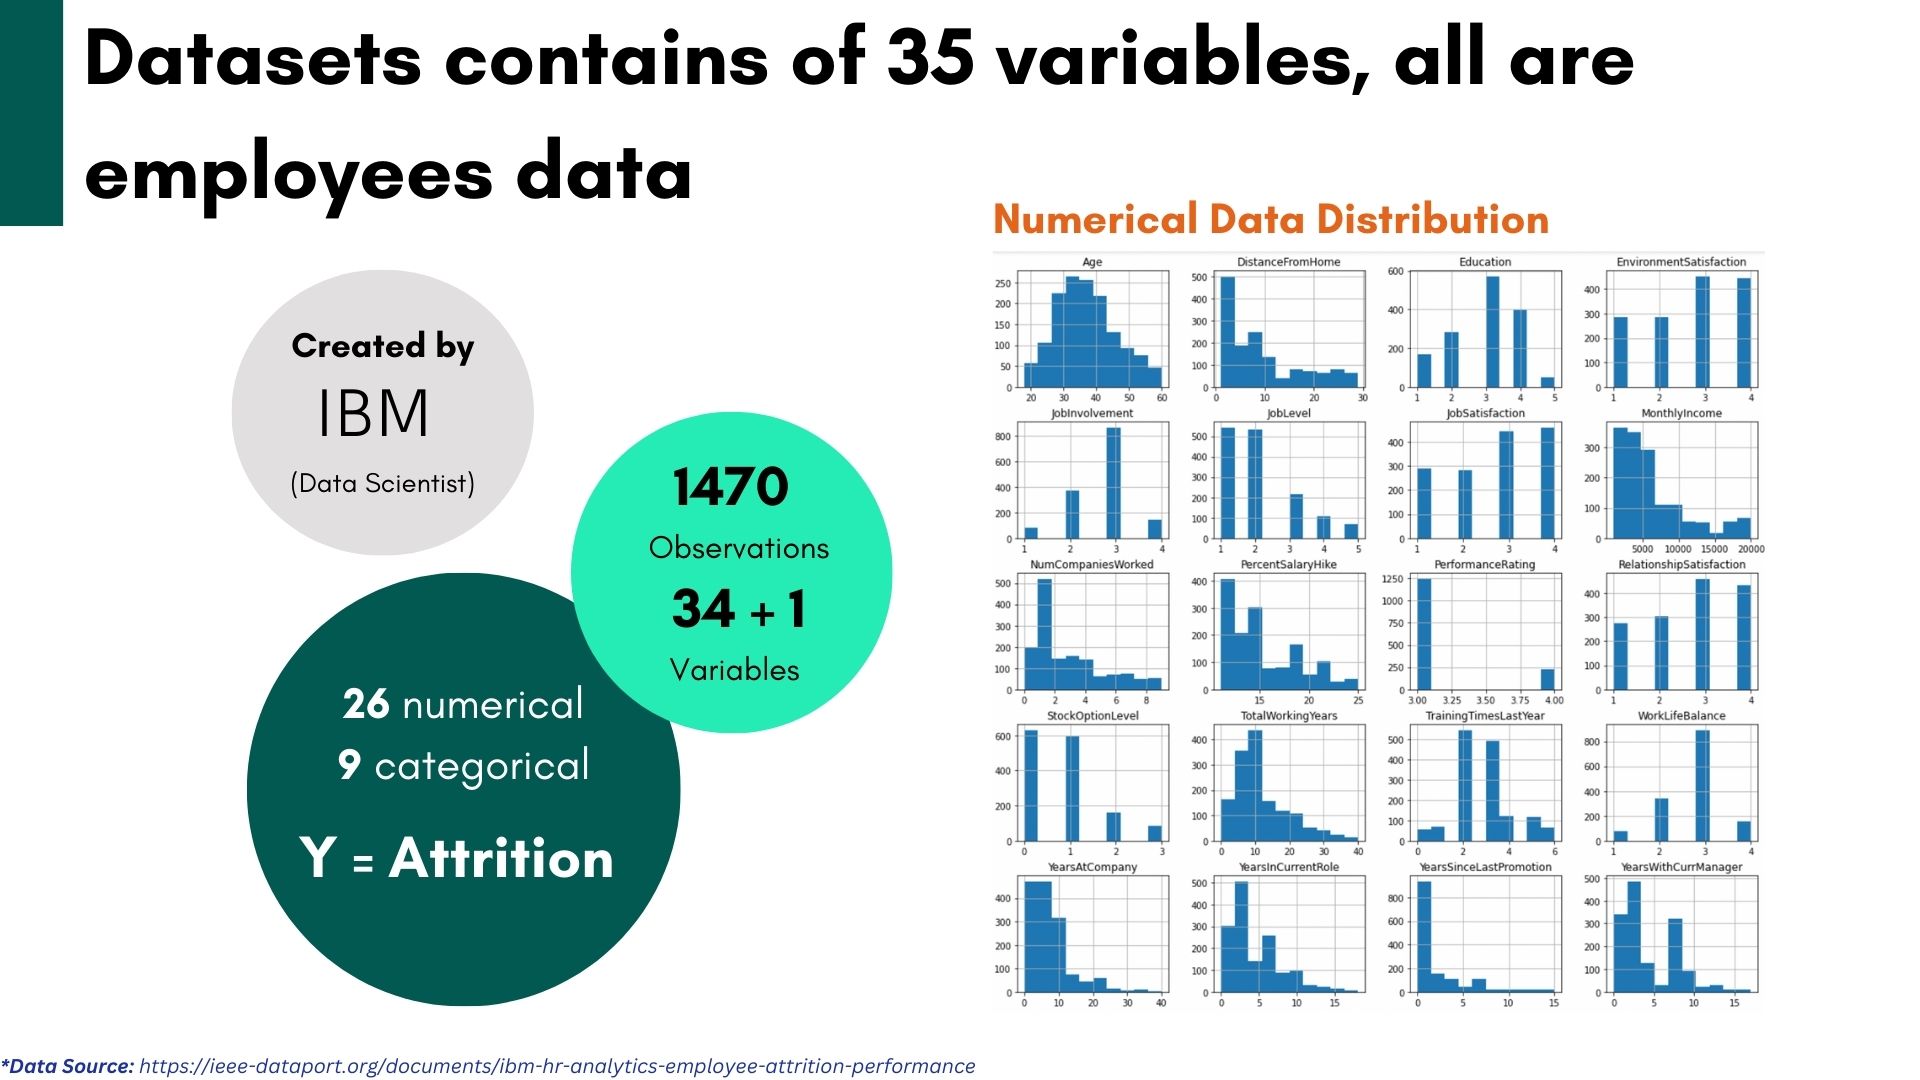 Datasets contains of 35 variables, all are
employees data
Created by
IBM
(Data Scientist)
1470
Observations
34 + 1
Variables
26 numerical
9 categorical
Y = Attrition
Numerical Data Distribution
Age
250
200
150
100
50
0
20 30 40 50 60
DistanceFromHome
500
400
300
200
100
0
0 10 20 30
Education
600
400
200
0
1 2 3 4 5
EnvironmentSatisfaction
400
300
200
100
0
1 2 3 4
JobInvolvement
800
600
400
200
0
1 2 3 4
JobLevel
500
400
300
200
100
0
1 2 3 4 5
JobSatisfaction
400
300
200
100
0
1 2 3 4
MonthlyIncome
300
200
100
0
5000 10000 15000 20000
NumCompaniesWorked
500
400
300
200
100
0
0 2 4 6 8
PercentSalaryHike
400
300
200
100
0
15 20 25
PerformanceRating
1250
1000
750
500
250
0
3.00 3.25 3.50 3.75 4.00
RelationshipSatisfaction
400
300
200
100
0
1 2 3 4
StockOptionLevel
600
400
200
0
0 1 2 3
TotalWorkingYears
400
300
200
100
0
0 10 20 30 40
TrainingTimesLastYear
500
400
300
200
100
0
0 2 4 6
WorkLifeBalance
800
600
400
200
0
1 2 3 4
YearsAtCompany
400
300
200
100
0
0 10 20 30 40
YearsInCurrentRole
500
400
300
200
100
0
0 5 10 15
YearsSinceLastPromotion
800
600
400
200
0
0 5 10 15
YearsWithCurrManager
500
400
300
200
100
0
0 5 10 15
*Data Source: https://ieee-dataport.org/documents/ibm-hr-analytics-employee-attrition-performance